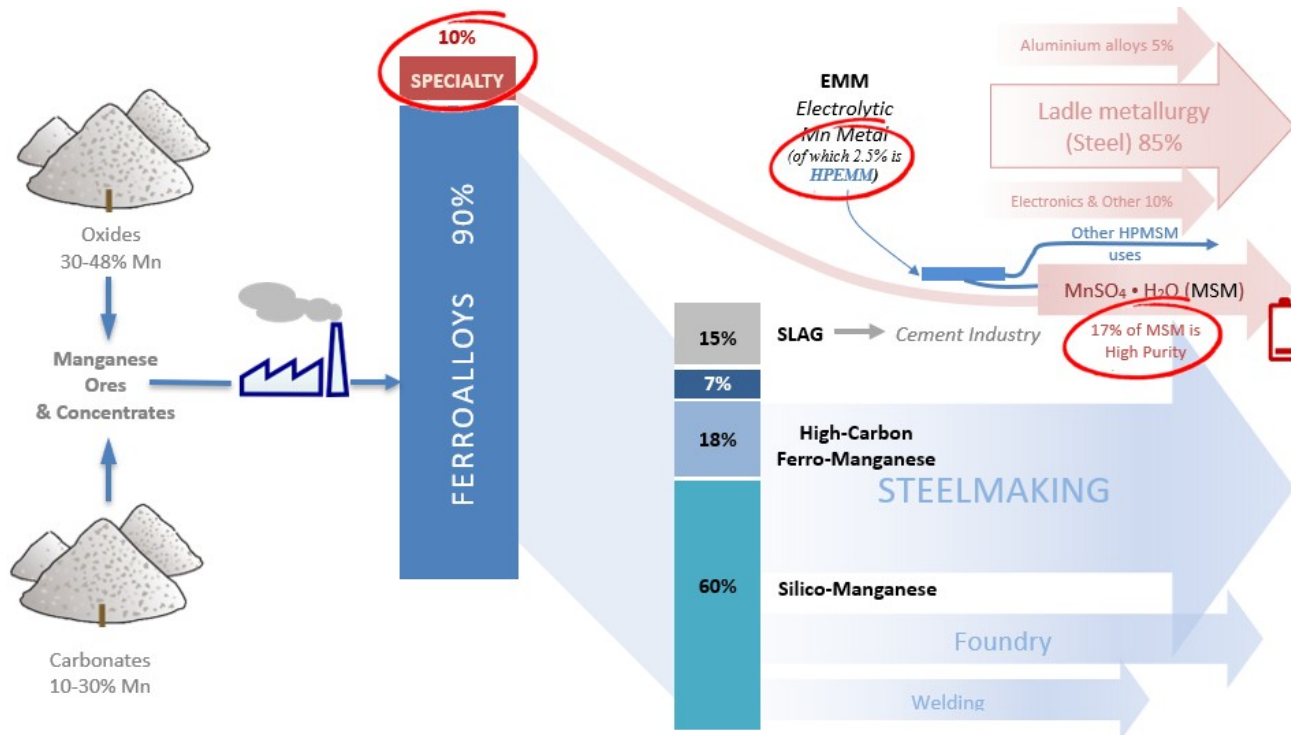 10%
SPECIALTY
FERROALLOYS 90%
Oxides
30-48% Mn
Manganese
Ores
& Concentrates
Carbonates
10-30% Mn
EMM
Electrolytic
Mn Metal
(of which 2.5% is
HPEMM)
Aluminium alloys 5%
Ladle metallurgy
(Steel) 85%
Electronics & Other 10%
Other HPMSM
uses
MnSO₄ • H₂O (MSM)
17% of MSM is
High Purity
15%
SLAG
Cement Industry
7%
18%
High-Carbon
Ferro-Manganese
STEELMAKING
60%
Silico-Manganese
Foundry
Welding